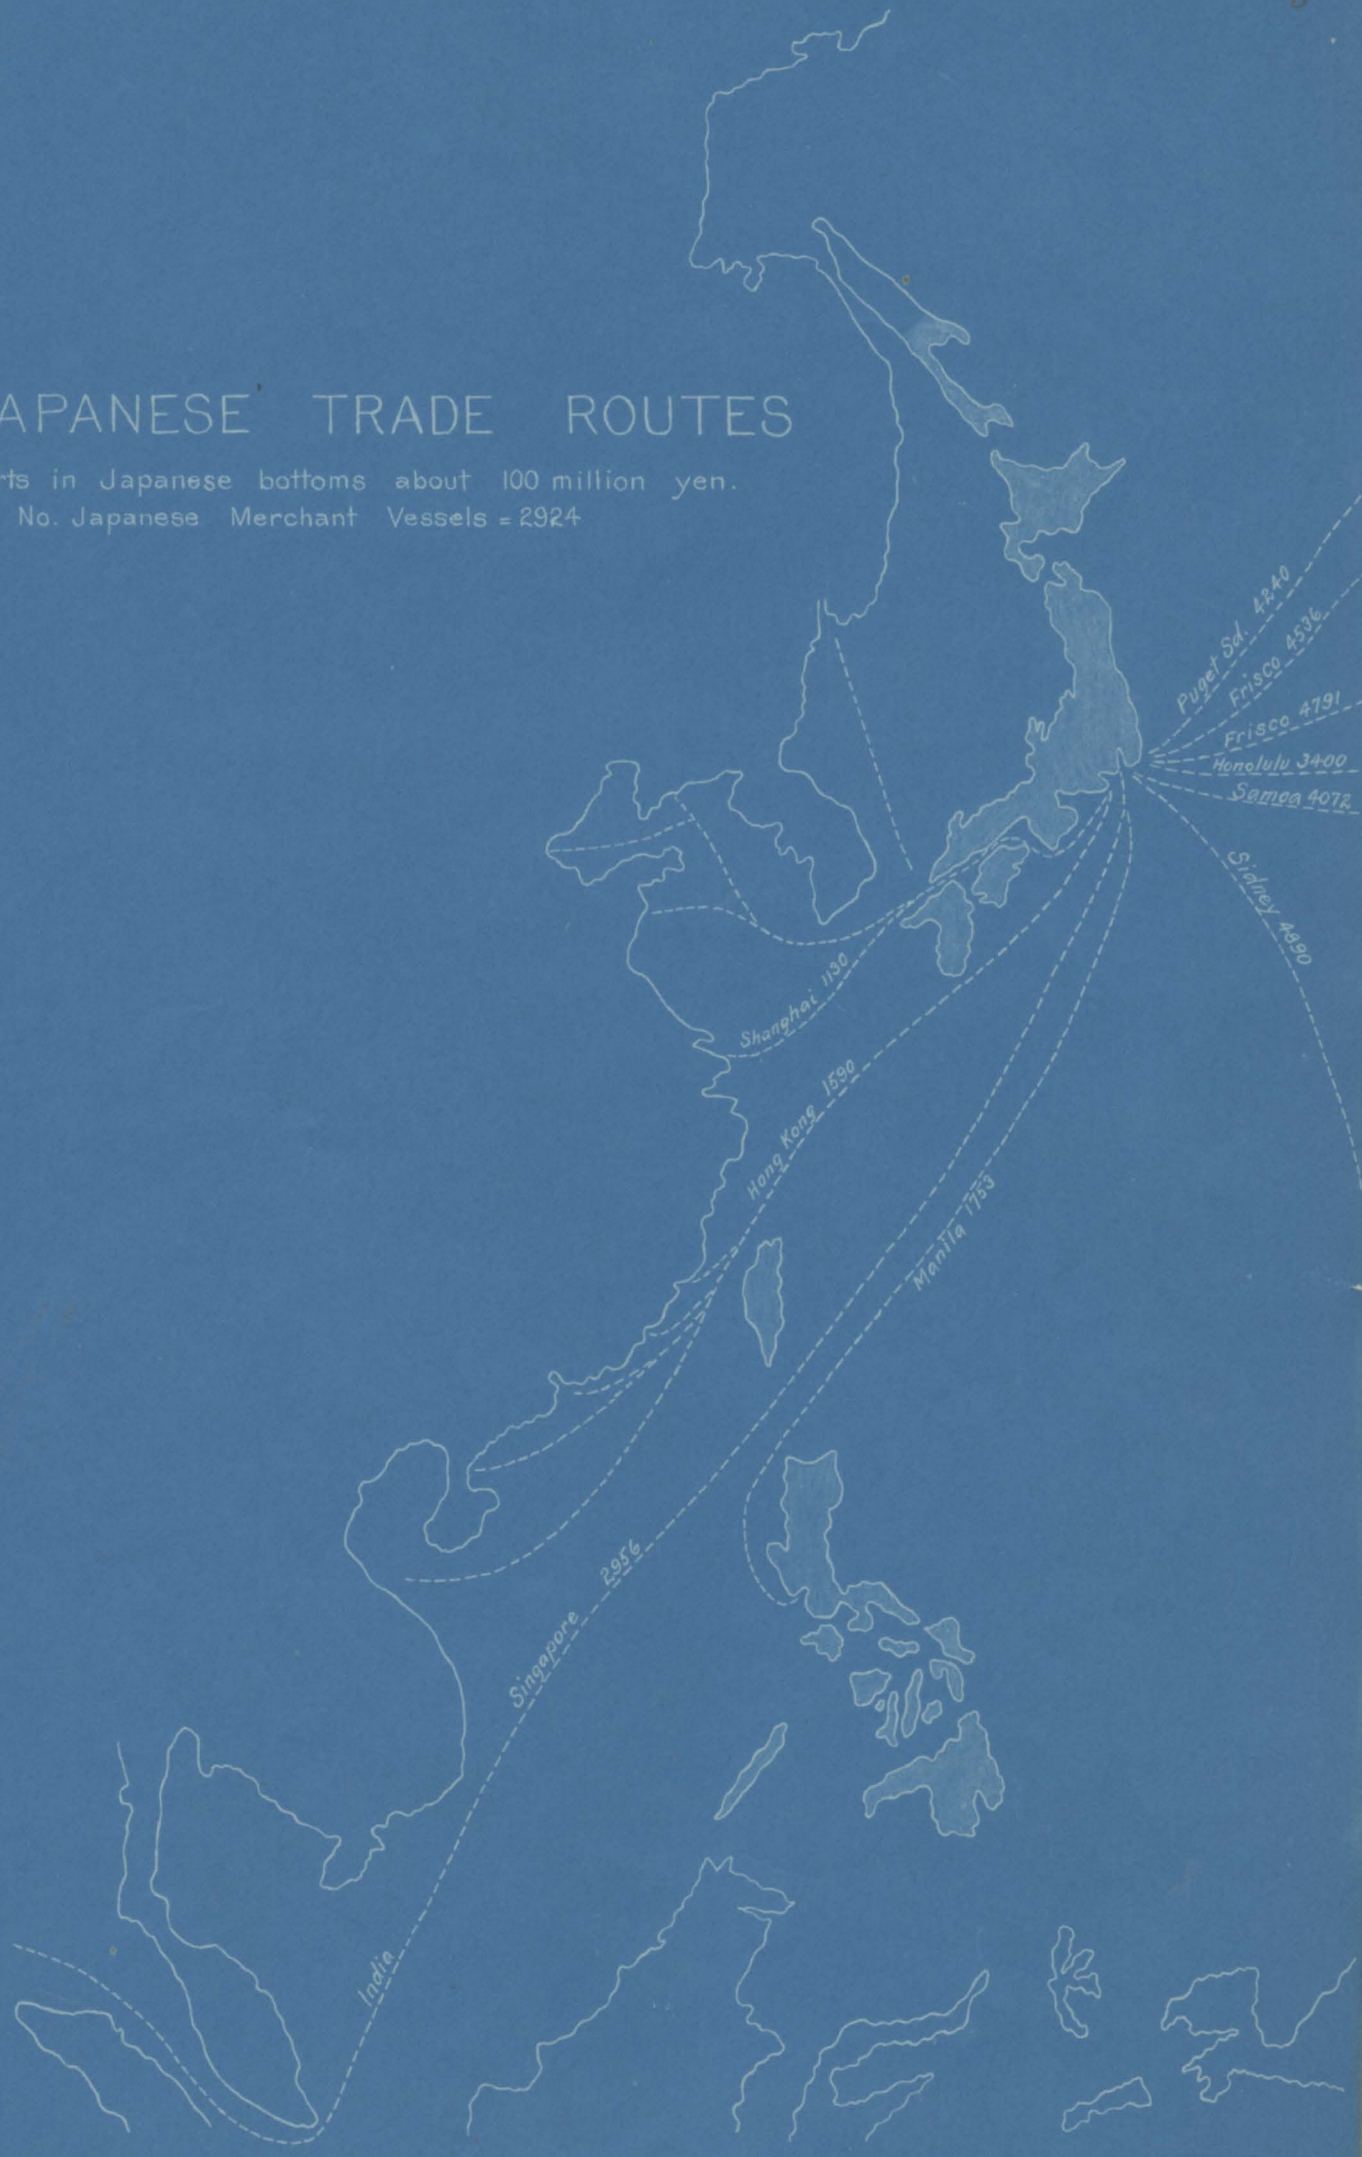 APANESE TRADE ROUTES
rts in Japanese bottoms about 100 million yen.
No. Japanese Merchant Vessels = 2924
Puget Sd. 4240
Frisco 4536
Frisco 4791
Honolulu 3400
Samoa 4072
Sidney 4890
Shanghai 1130
Hong Kong 1590
Manila 1753
Singapore 2956
India